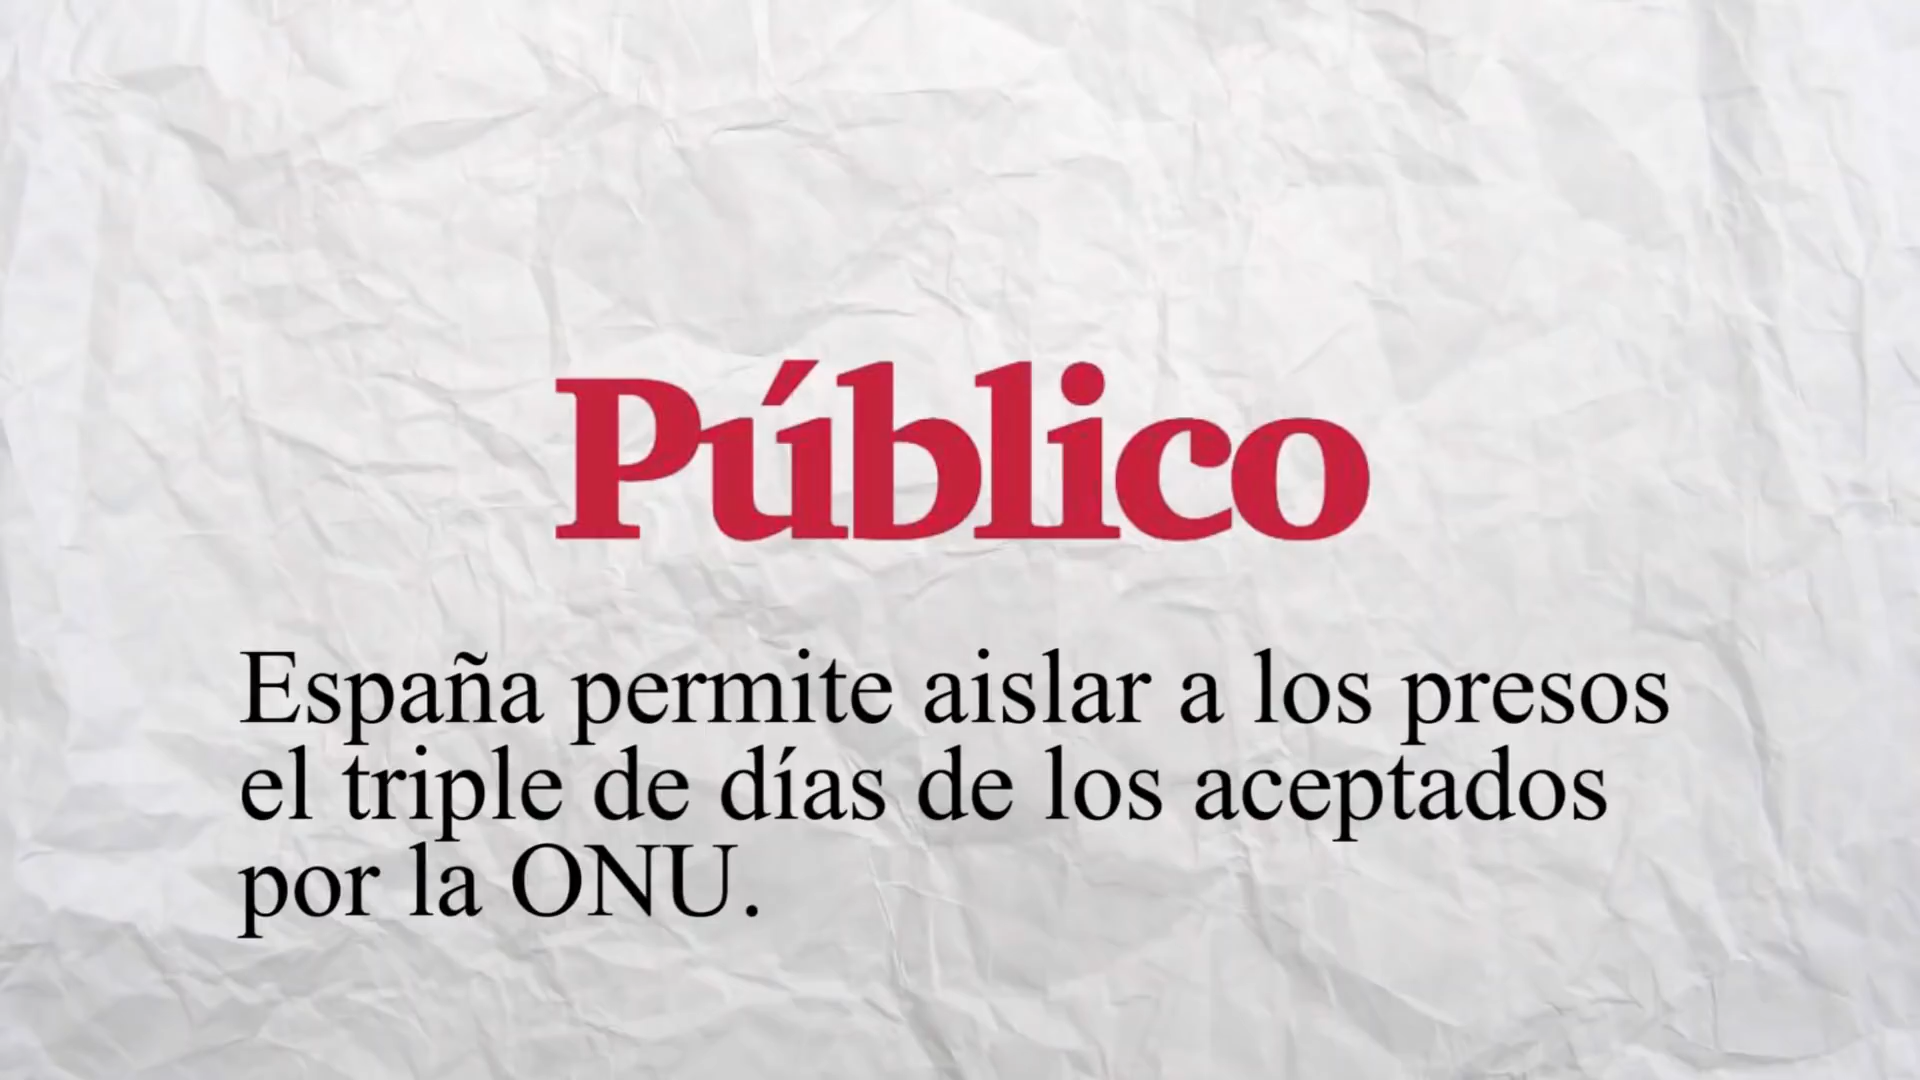 Público
España permite aislar a los presos
el triple de días de los aceptados
por la ONU.